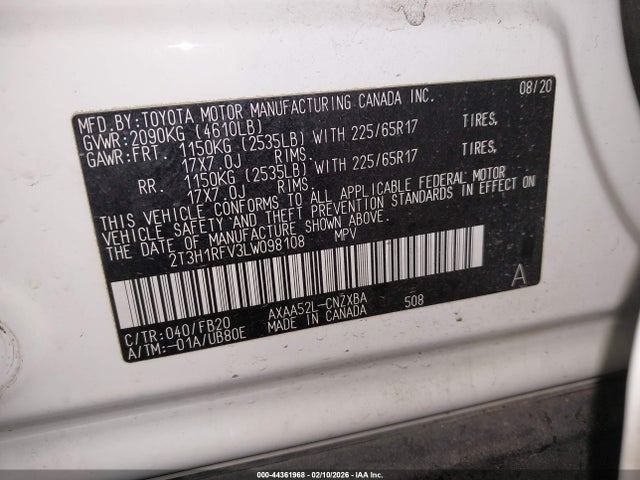 MFD.BY:TOYOTA MOTOR MANUFACTURING CANADA INC. 08/20
GVWR:2090KG (4610LB)
GAWR:FRT. 1150KG (2535LB) WITH 225/65R17 TIRES,
17X7.0J RIMS.
RR. 1150KG (2535LB) WITH 225/65R17 TIRES,
17X7.0J RIMS.
THIS VEHICLE CONFORMS TO ALL APPLICABLE FEDERAL MOTOR
VEHICLE SAFETY AND THEFT PREVENTION STANDARDS IN EFFECT ON
THE DATE OF MANUFACTURE SHOWN ABOVE.
2T3H1RFV3LW098108 MPV
A
C/TR:040/FB20 AXAA52L-CNZXBA 508
A/TM:-01A/UB80E MADE IN CANADA
000-44361968 - 02/10/2026 - IAA Inc.